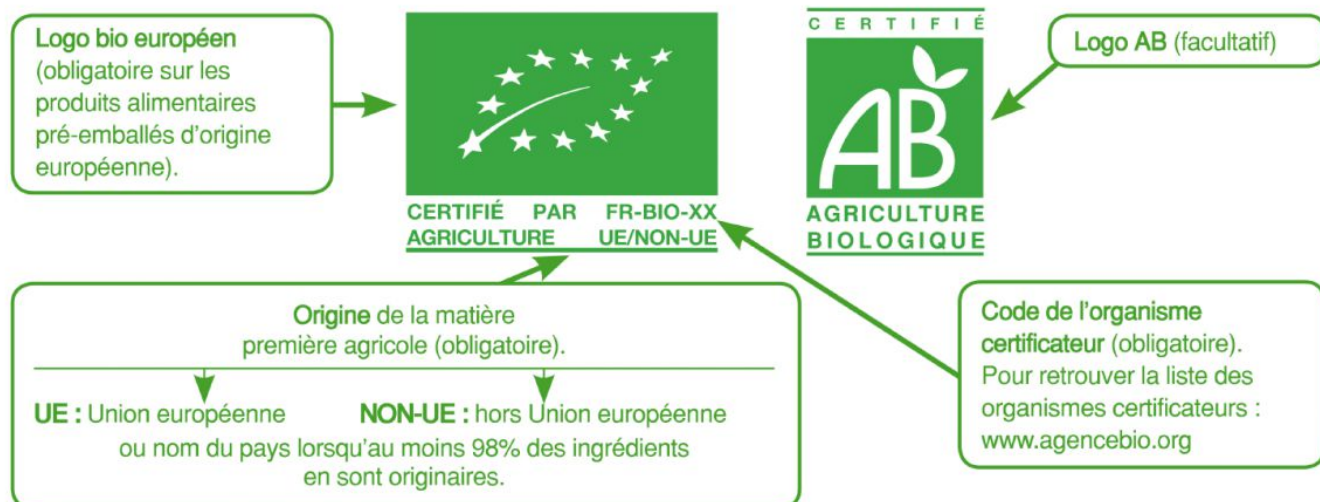 Logo bio européen
(obligatoire sur les
produits alimentaires
pré-emballés d'origine
européenne).
CERTIFIÉ PAR FR-BIO-XX
AGRICULTURE UE/NON-UE
CERTIFIÉ
AB
AGRICULTURE
BIOLOGIQUE
Logo AB (facultatif)
Origine de la matière
première agricole (obligatoire).
UE : Union européenne NON-UE : hors Union européenne
ou nom du pays lorsqu'au moins 98% des ingrédients
en sont originaires.
Code de l'organisme
certificateur (obligatoire).
Pour retrouver la liste des
organismes certificateurs :
www.agencebio.org